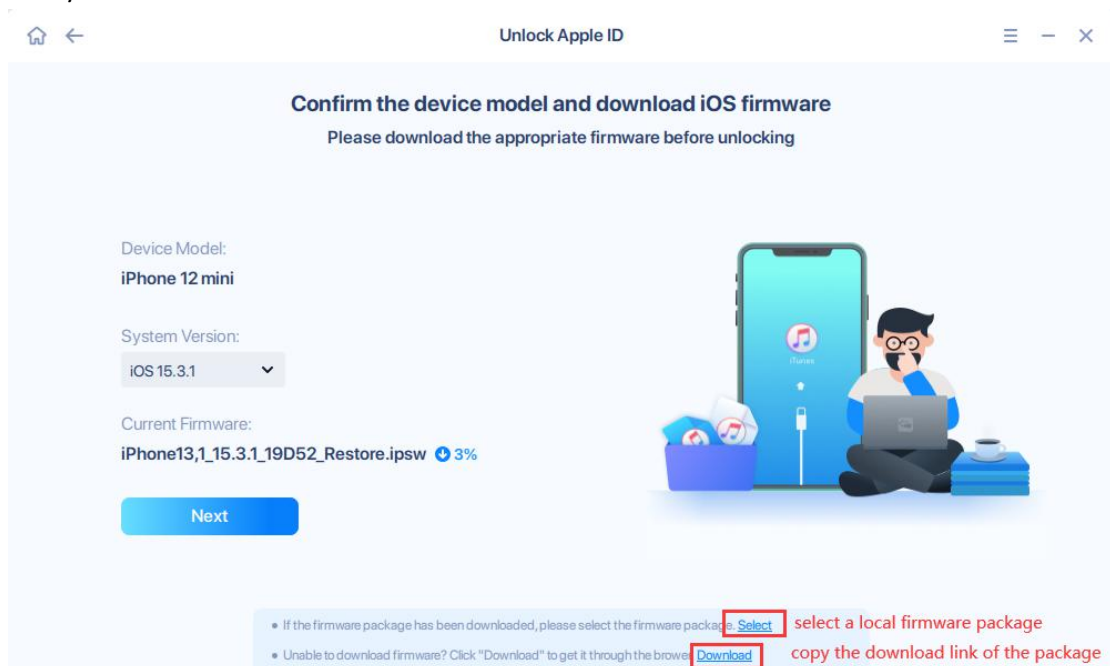 Unlock Apple ID
Confirm the device model and download iOS firmware
Please download the appropriate firmware before unlocking
Device Model:
iPhone 12 mini
System Version:
iOS 15.3.1
Current Firmware:
iPhone13,1_15.3.1_19D52_Restore.ipsw 3%
Next
iTunes
• If the firmware package has been downloaded, please select the firmware package. Select select a local firmware package
• Unable to download firmware? Click "Download" to get it through the brower Download copy the download link of the package